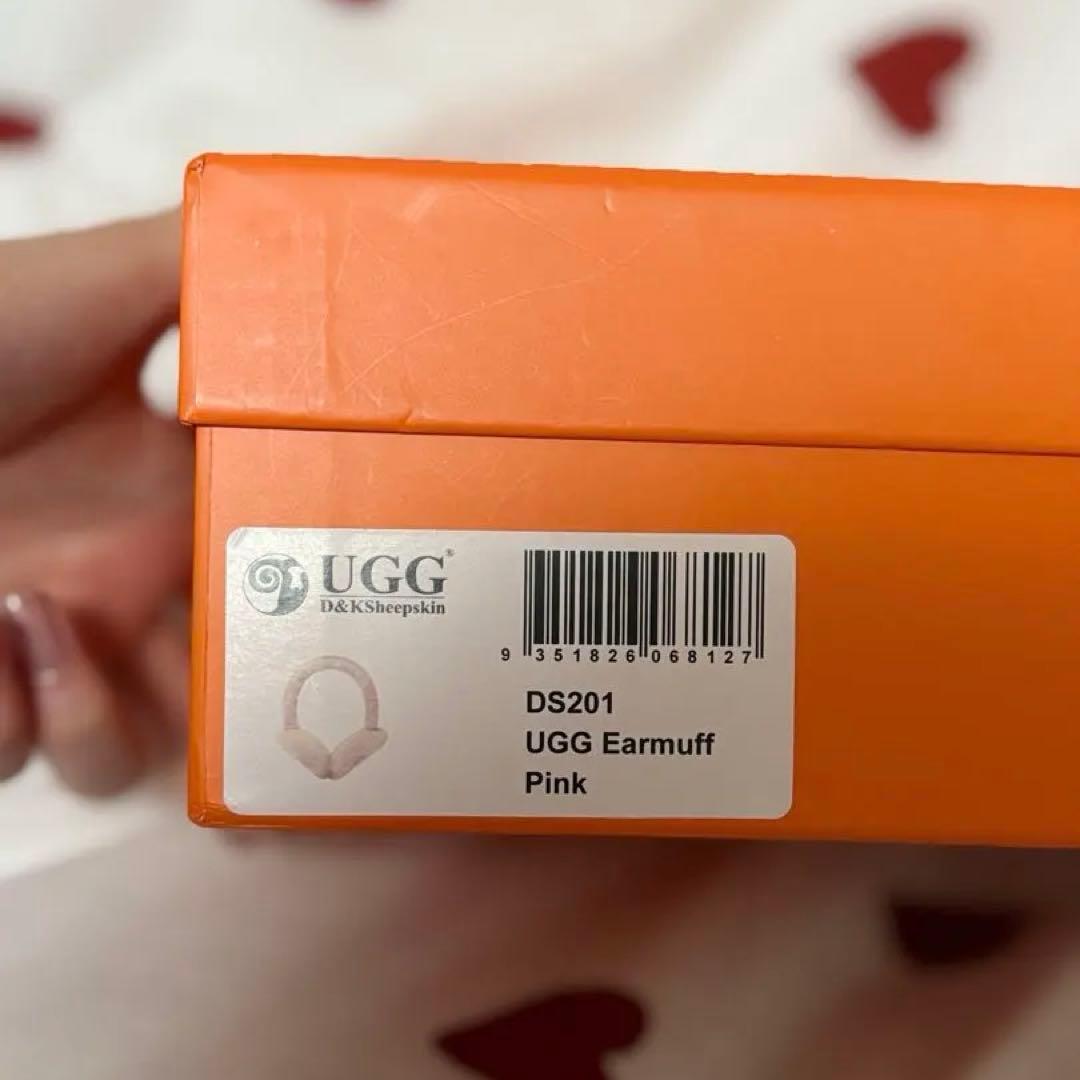 UGG®
D&KSheepskin
9 351826 068127
DS201
UGG Earmuff
Pink